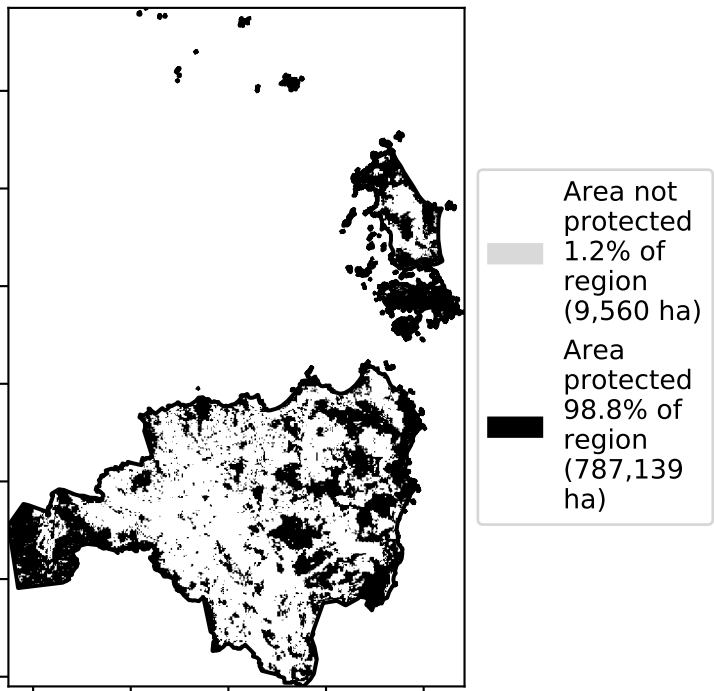 Area not
protected
1.2% of
region
(9,560 ha)
Area
protected
98.8% of
region
(787,139
ha)